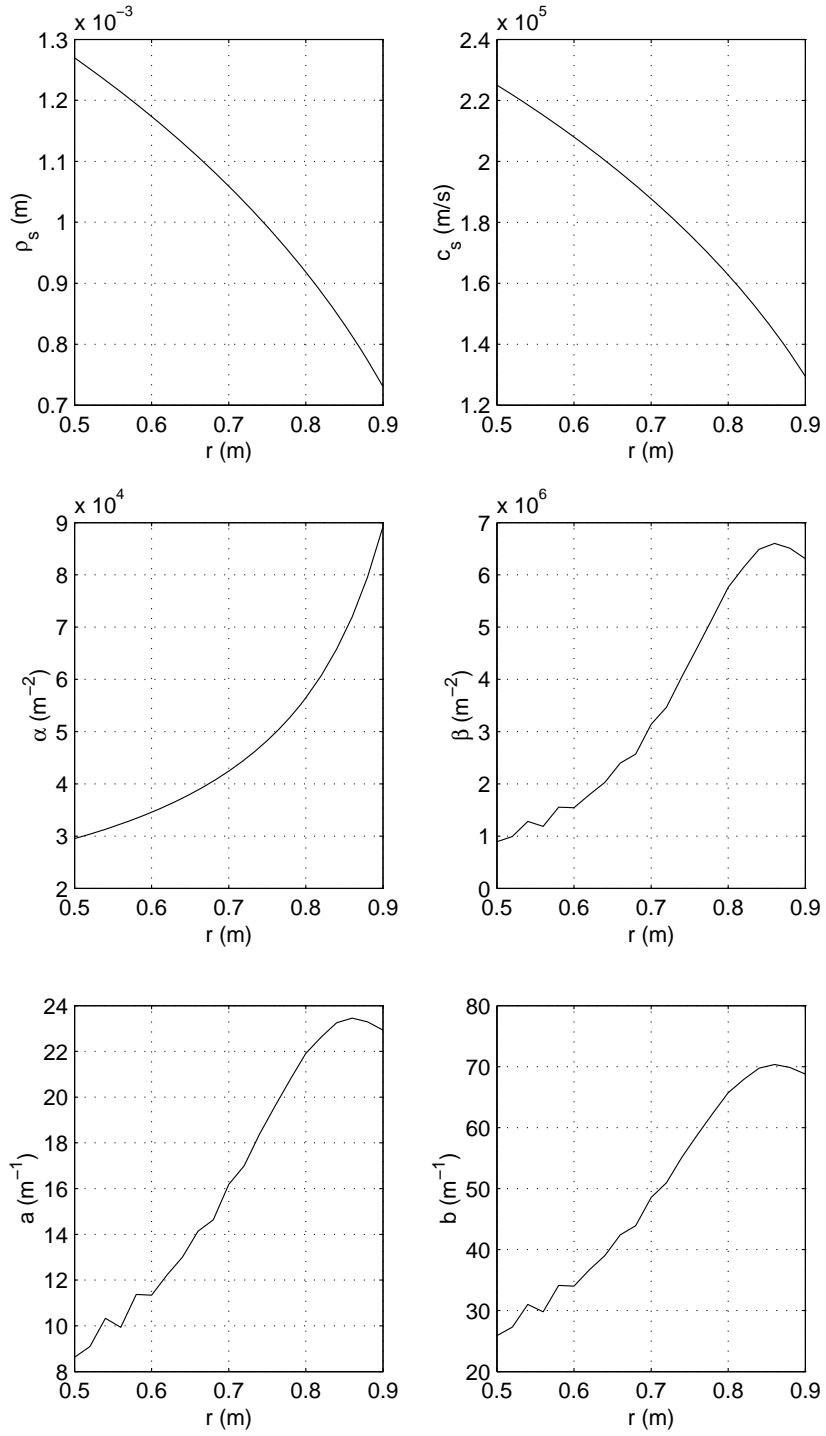 x 10^−3
1.3
1.2
1.1
1
0.9
0.8
0.7
ρ_s (m)
0.5 0.6 0.7 0.8 0.9
r (m)
x 10^5
2.4
2.2
2
1.8
1.6
1.4
1.2
c_s (m/s)
0.5 0.6 0.7 0.8 0.9
r (m)
x 10^4
9
8
7
6
5
4
3
2
α (m^−2)
0.5 0.6 0.7 0.8 0.9
r (m)
x 10^6
7
6
5
4
3
2
1
0
β (m^−2)
0.5 0.6 0.7 0.8 0.9
r (m)
24
22
20
18
16
14
12
10
8
a (m^−1)
0.5 0.6 0.7 0.8 0.9
r (m)
80
70
60
50
40
30
20
b (m^−1)
0.5 0.6 0.7 0.8 0.9
r (m)